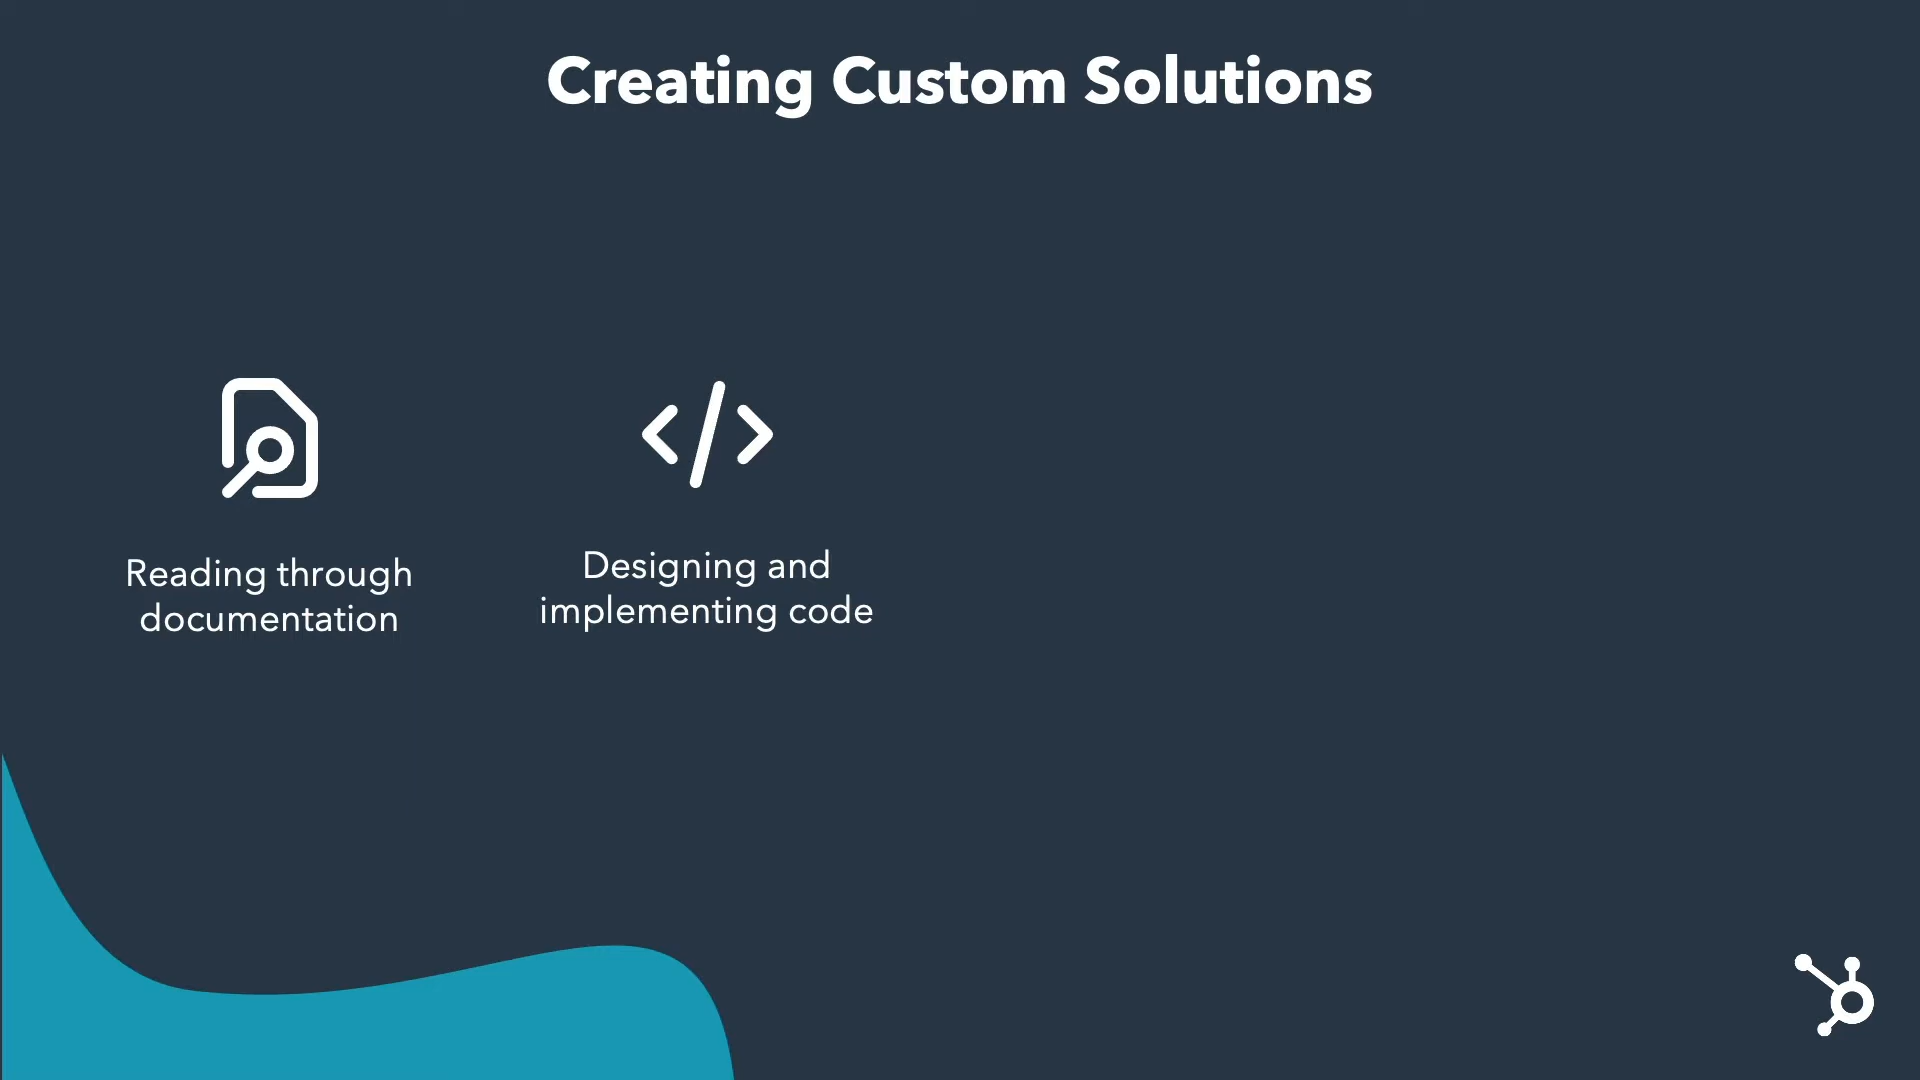 Creating Custom Solutions
Reading through
documentation
Designing and
implementing code